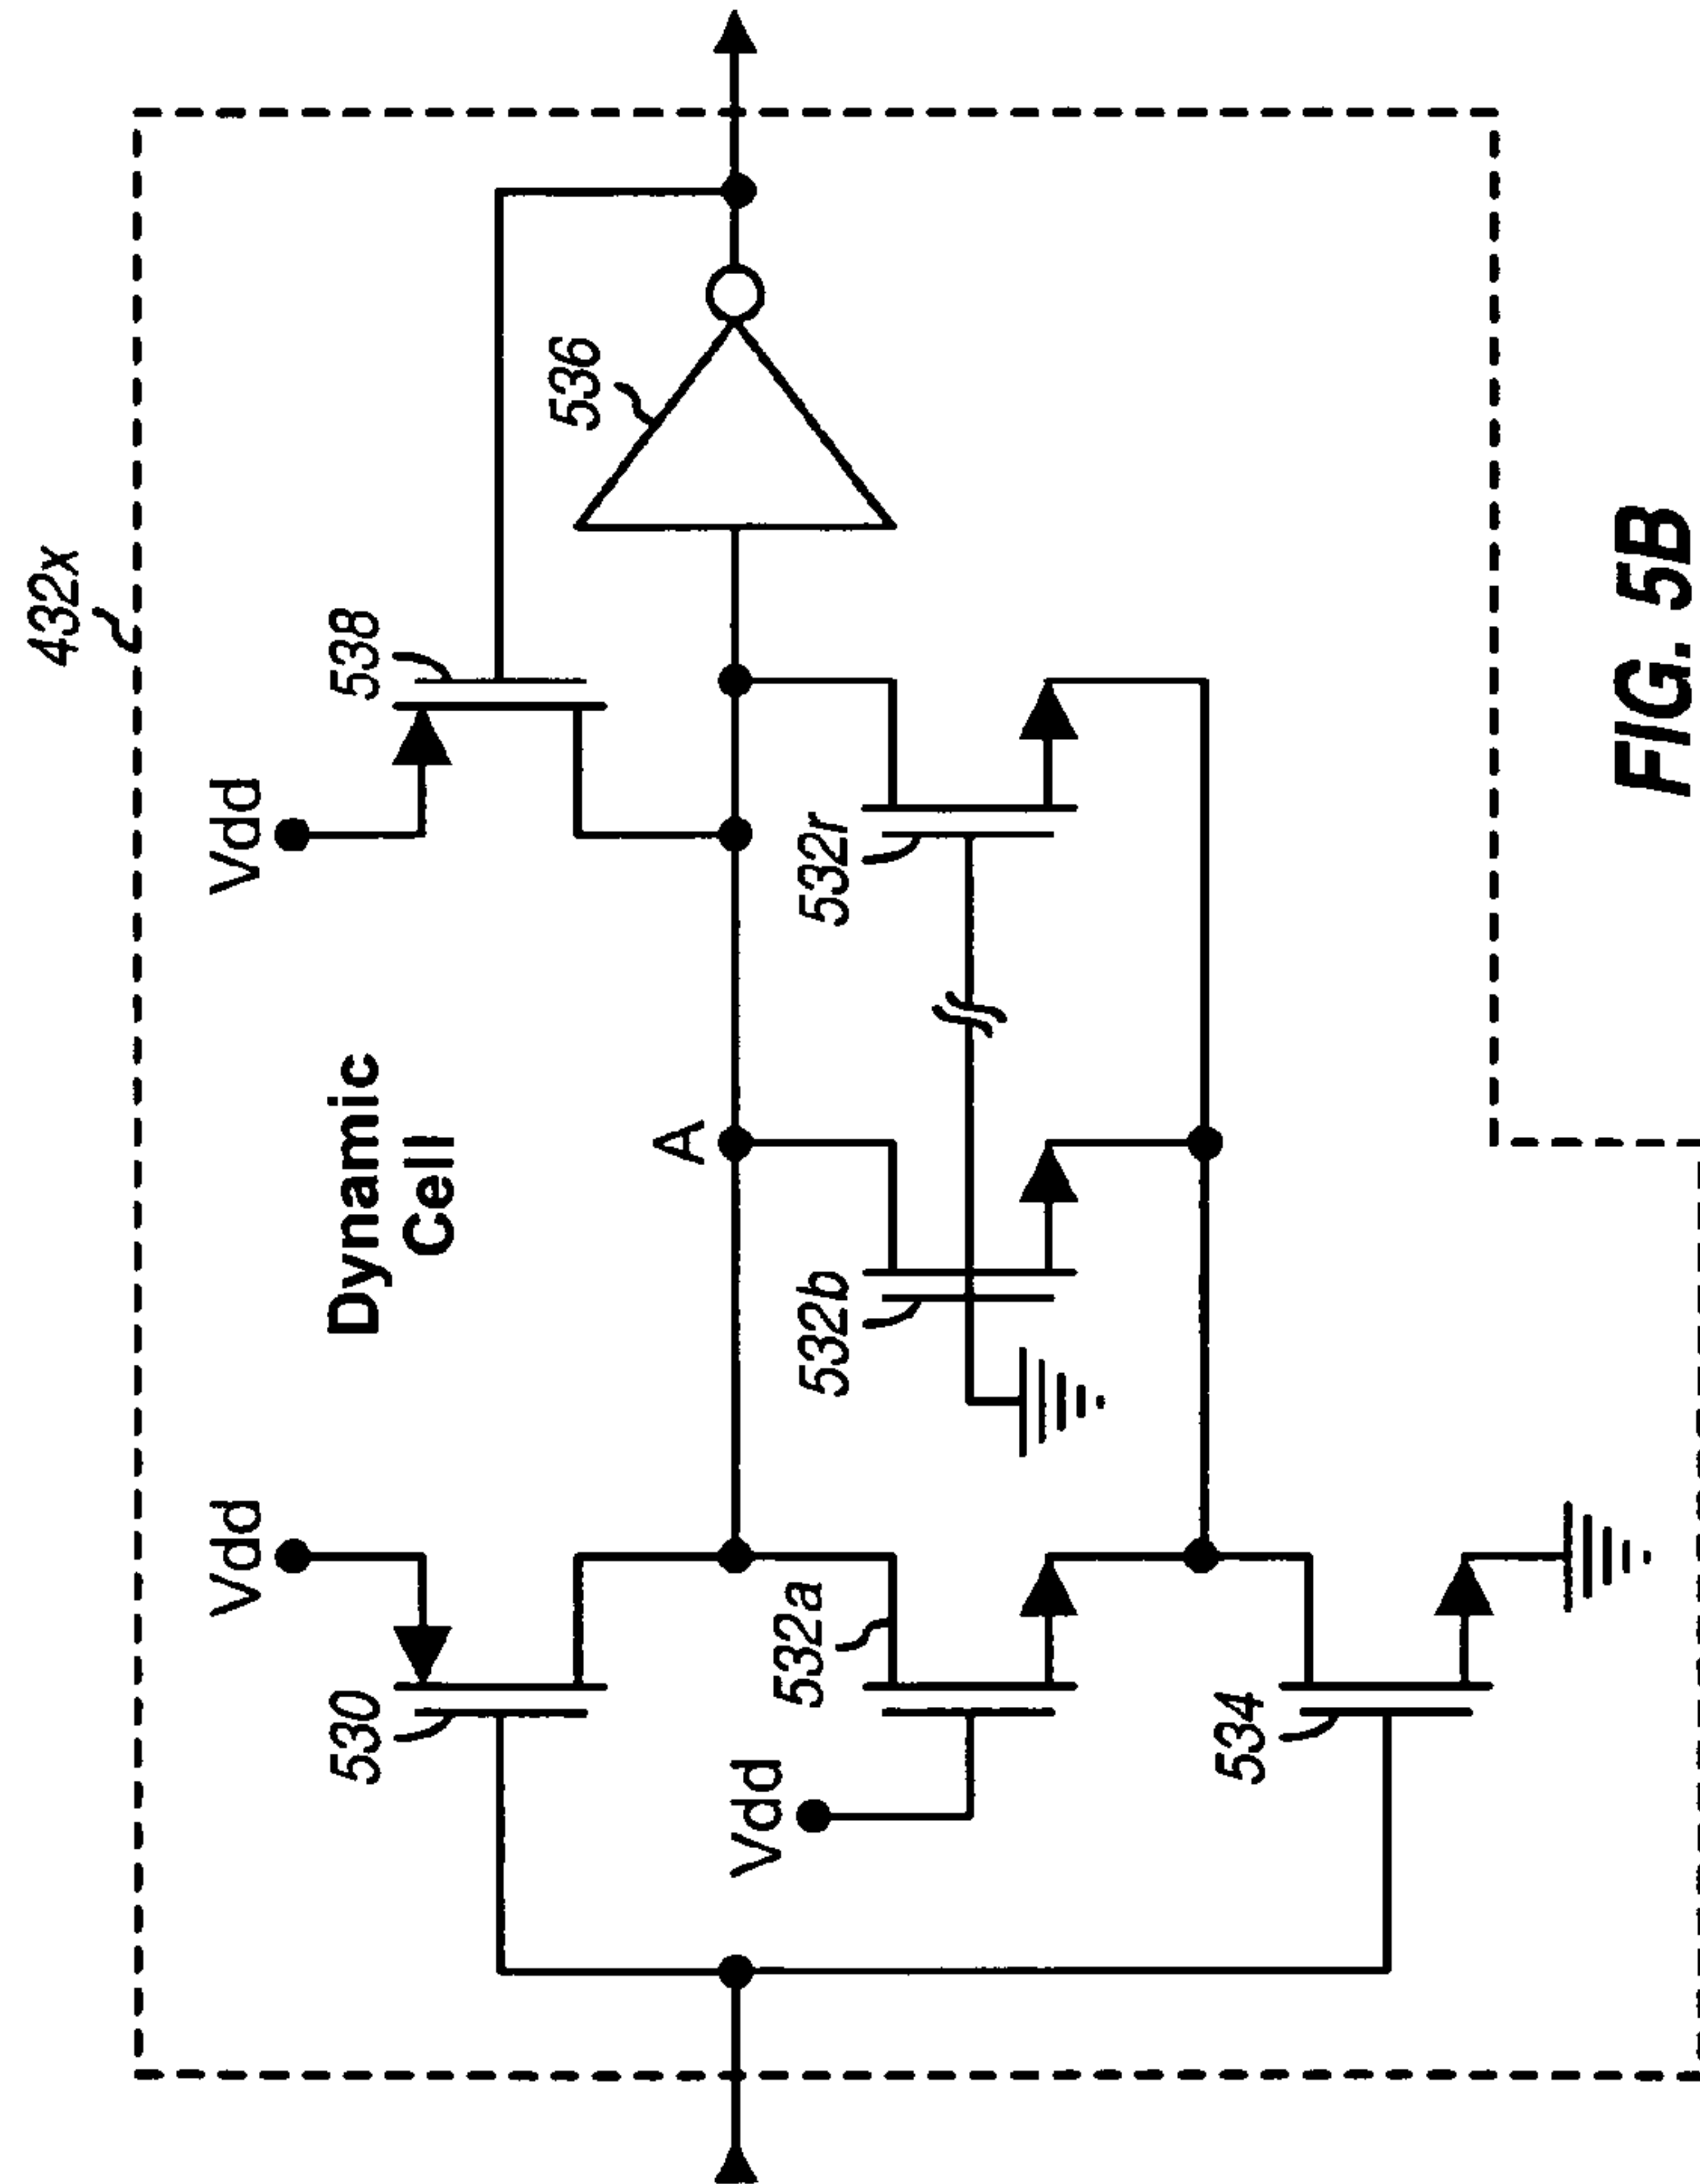 432x
Vdd
Vdd
530
Dynamic
Cell
538
536
A
Vdd
532a
532b
532r
534
FIG. 5B